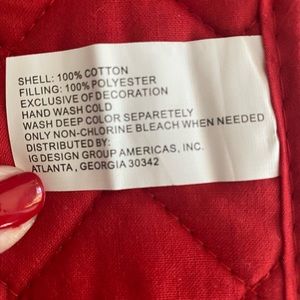 SHELL: 100% COTTON
FILLING: 100% POLYESTER
EXCLUSIVE OF DECORATION
HAND WASH COLD
WASH DEEP COLOR SEPARETELY
ONLY NON-CHLORINE BLEACH WHEN NEEDED
DISTRIBUTED BY:
IG DESIGN GROUP AMERICAS, INC.
ATLANTA , GEORGIA 30342